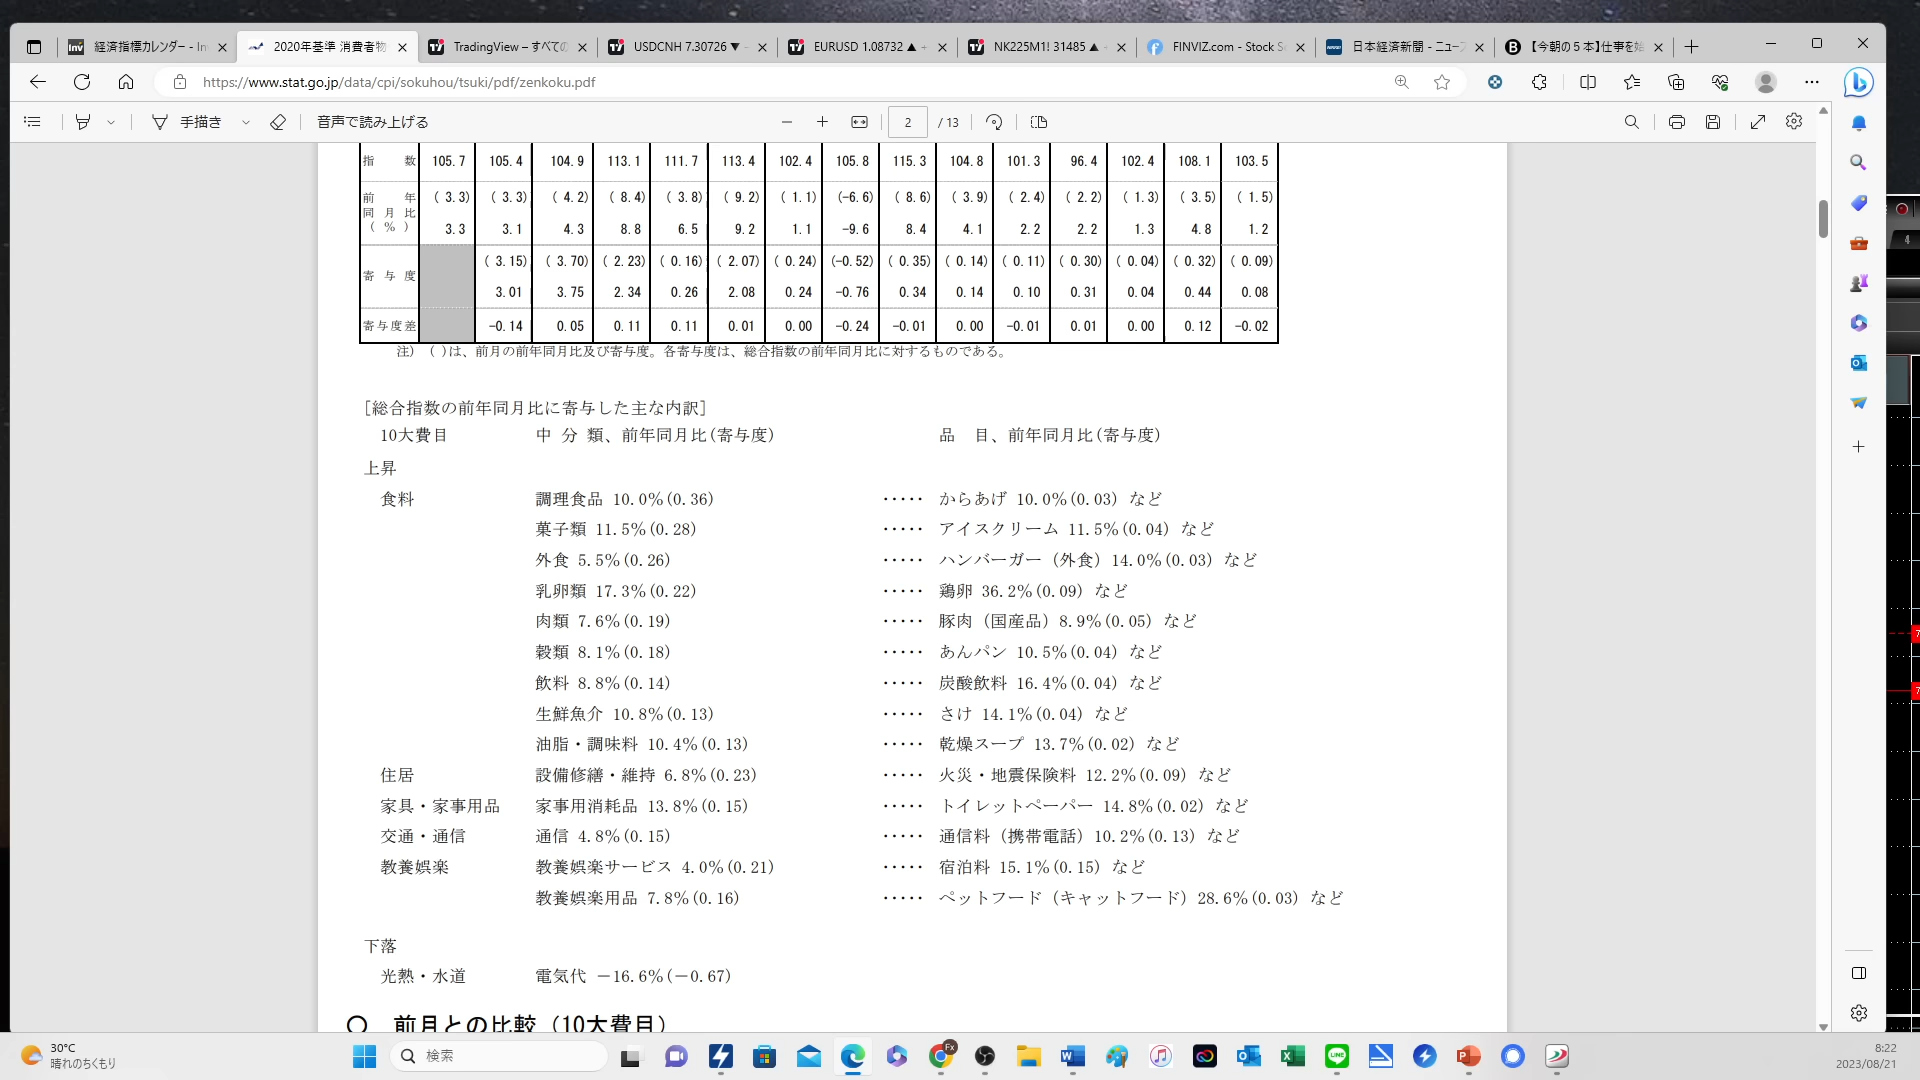 経済指標カレンダー - In
2020年基準 消費者物
TradingView – すべての
USDCNH 7.30726 ▼ −
EURUSD 1.08732 ▲ +
NK225M1! 31485 ▲
FINVIZ.com - Stock S
日本経済新聞 - ニュース
【今朝の５本】仕事を始
https://www.stat.go.jp/data/cpi/sokuhou/tsuki/pdf/zenkoku.pdf
手描き 音声で読み上げる 2 / 13
指 数 105.7 105.4 104.9 113.1 111.7 113.4 102.4 105.8 115.3 104.8 101.3 96.4 102.4 108.1 103.5
前 年 ( 3.3) ( 3.3) ( 4.2) ( 8.4) ( 3.8) ( 9.2) ( 1.1) (-6.6) ( 8.6) ( 3.9) ( 2.4) ( 2.2) ( 1.3) ( 3.5) ( 1.5)
同 月 比
( % ) 3.3 3.1 4.3 8.8 6.5 9.2 1.1 -9.6 8.4 4.1 2.2 2.2 1.3 4.8 1.2
( 3.15) ( 3.70) ( 2.23) ( 0.16) ( 2.07) ( 0.24) (-0.52) ( 0.35) ( 0.14) ( 0.11) ( 0.30) ( 0.04) ( 0.32) ( 0.09)
寄 与 度
3.01 3.75 2.34 0.26 2.08 0.24 -0.76 0.34 0.14 0.10 0.31 0.04 0.44 0.08
寄与度差 -0.14 0.05 0.11 0.11 0.01 0.00 -0.24 -0.01 0.00 -0.01 0.01 0.00 0.12 -0.02
注） ( )は、前月の前年同月比及び寄与度。各寄与度は、総合指数の前年同月比に対するものである。
［総合指数の前年同月比に寄与した主な内訳］
10大費目 中 分 類、前年同月比(寄与度) 品 目、前年同月比(寄与度)
上昇
食料 調理食品 10.0%(0.36) ····· からあげ 10.0%(0.03) など
菓子類 11.5%(0.28) ····· アイスクリーム 11.5%(0.04) など
外食 5.5%(0.26) ····· ハンバーガー（外食）14.0%(0.03) など
乳卵類 17.3%(0.22) ····· 鶏卵 36.2%(0.09) など
肉類 7.6%(0.19) ····· 豚肉（国産品）8.9%(0.05) など
穀類 8.1%(0.18) ····· あんパン 10.5%(0.04) など
飲料 8.8%(0.14) ····· 炭酸飲料 16.4%(0.04) など
生鮮魚介 10.8%(0.13) ····· さけ 14.1%(0.04) など
油脂・調味料 10.4%(0.13) ····· 乾燥スープ 13.7%(0.02) など
住居 設備修繕・維持 6.8%(0.23) ····· 火災・地震保険料 12.2%(0.09) など
家具・家事用品 家事用消耗品 13.8%(0.15) ····· トイレットペーパー 14.8%(0.02) など
交通・通信 通信 4.8%(0.15) ····· 通信料（携帯電話）10.2%(0.13) など
教養娯楽 教養娯楽サービス 4.0%(0.21) ····· 宿泊料 15.1%(0.15) など
教養娯楽用品 7.8%(0.16) ····· ペットフード（キャットフード）28.6%(0.03) など
下落
光熱・水道 電気代 －16.6%(－0.67)
○ 前月との比較（10大費目）
30°C
晴れのちくもり
検索
8:22
2023/08/21